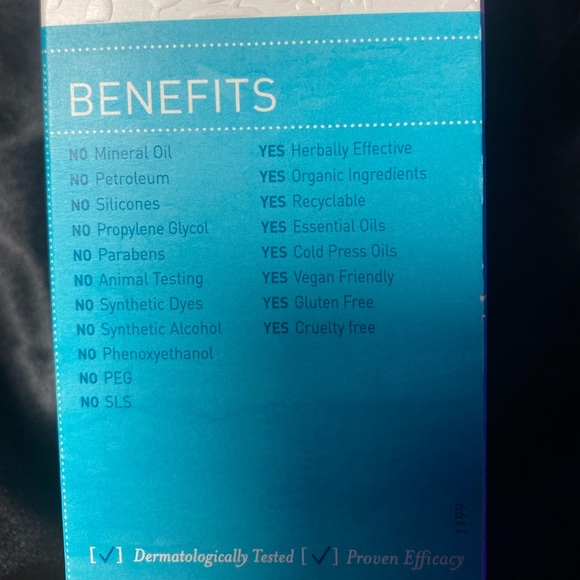 BENEFITS
NO Mineral Oil
NO Petroleum
NO Silicones
NO Propylene Glycol
NO Parabens
NO Animal Testing
NO Synthetic Dyes
NO Synthetic Alcohol
NO Phenoxyethanol
NO PEG
NO SLS
YES Herbally Effective
YES Organic Ingredients
YES Recyclable
YES Essential Oils
YES Cold Press Oils
YES Vegan Friendly
YES Gluten Free
YES Cruelty free
1199
[✓] Dermatologically Tested [✓] Proven Efficacy